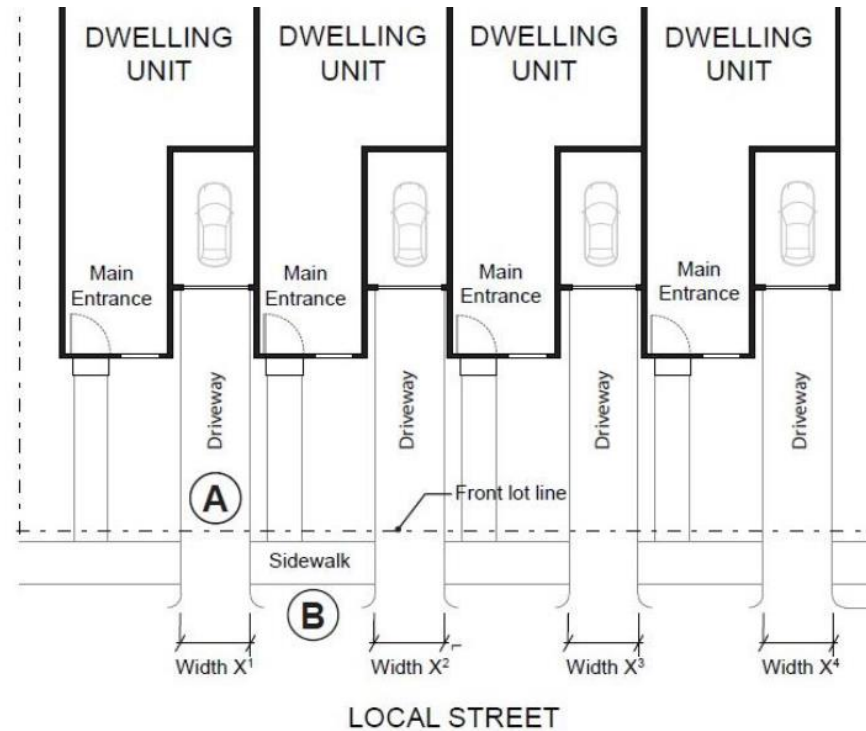 DWELLING
UNIT
DWELLING
UNIT
DWELLING
UNIT
DWELLING
UNIT
Main
Entrance
Main
Entrance
Main
Entrance
Main
Entrance
Driveway
Driveway
Driveway
Driveway
A
Front lot line
Sidewalk
B
Width X¹
Width X²
Width X³
Width X⁴
LOCAL STREET